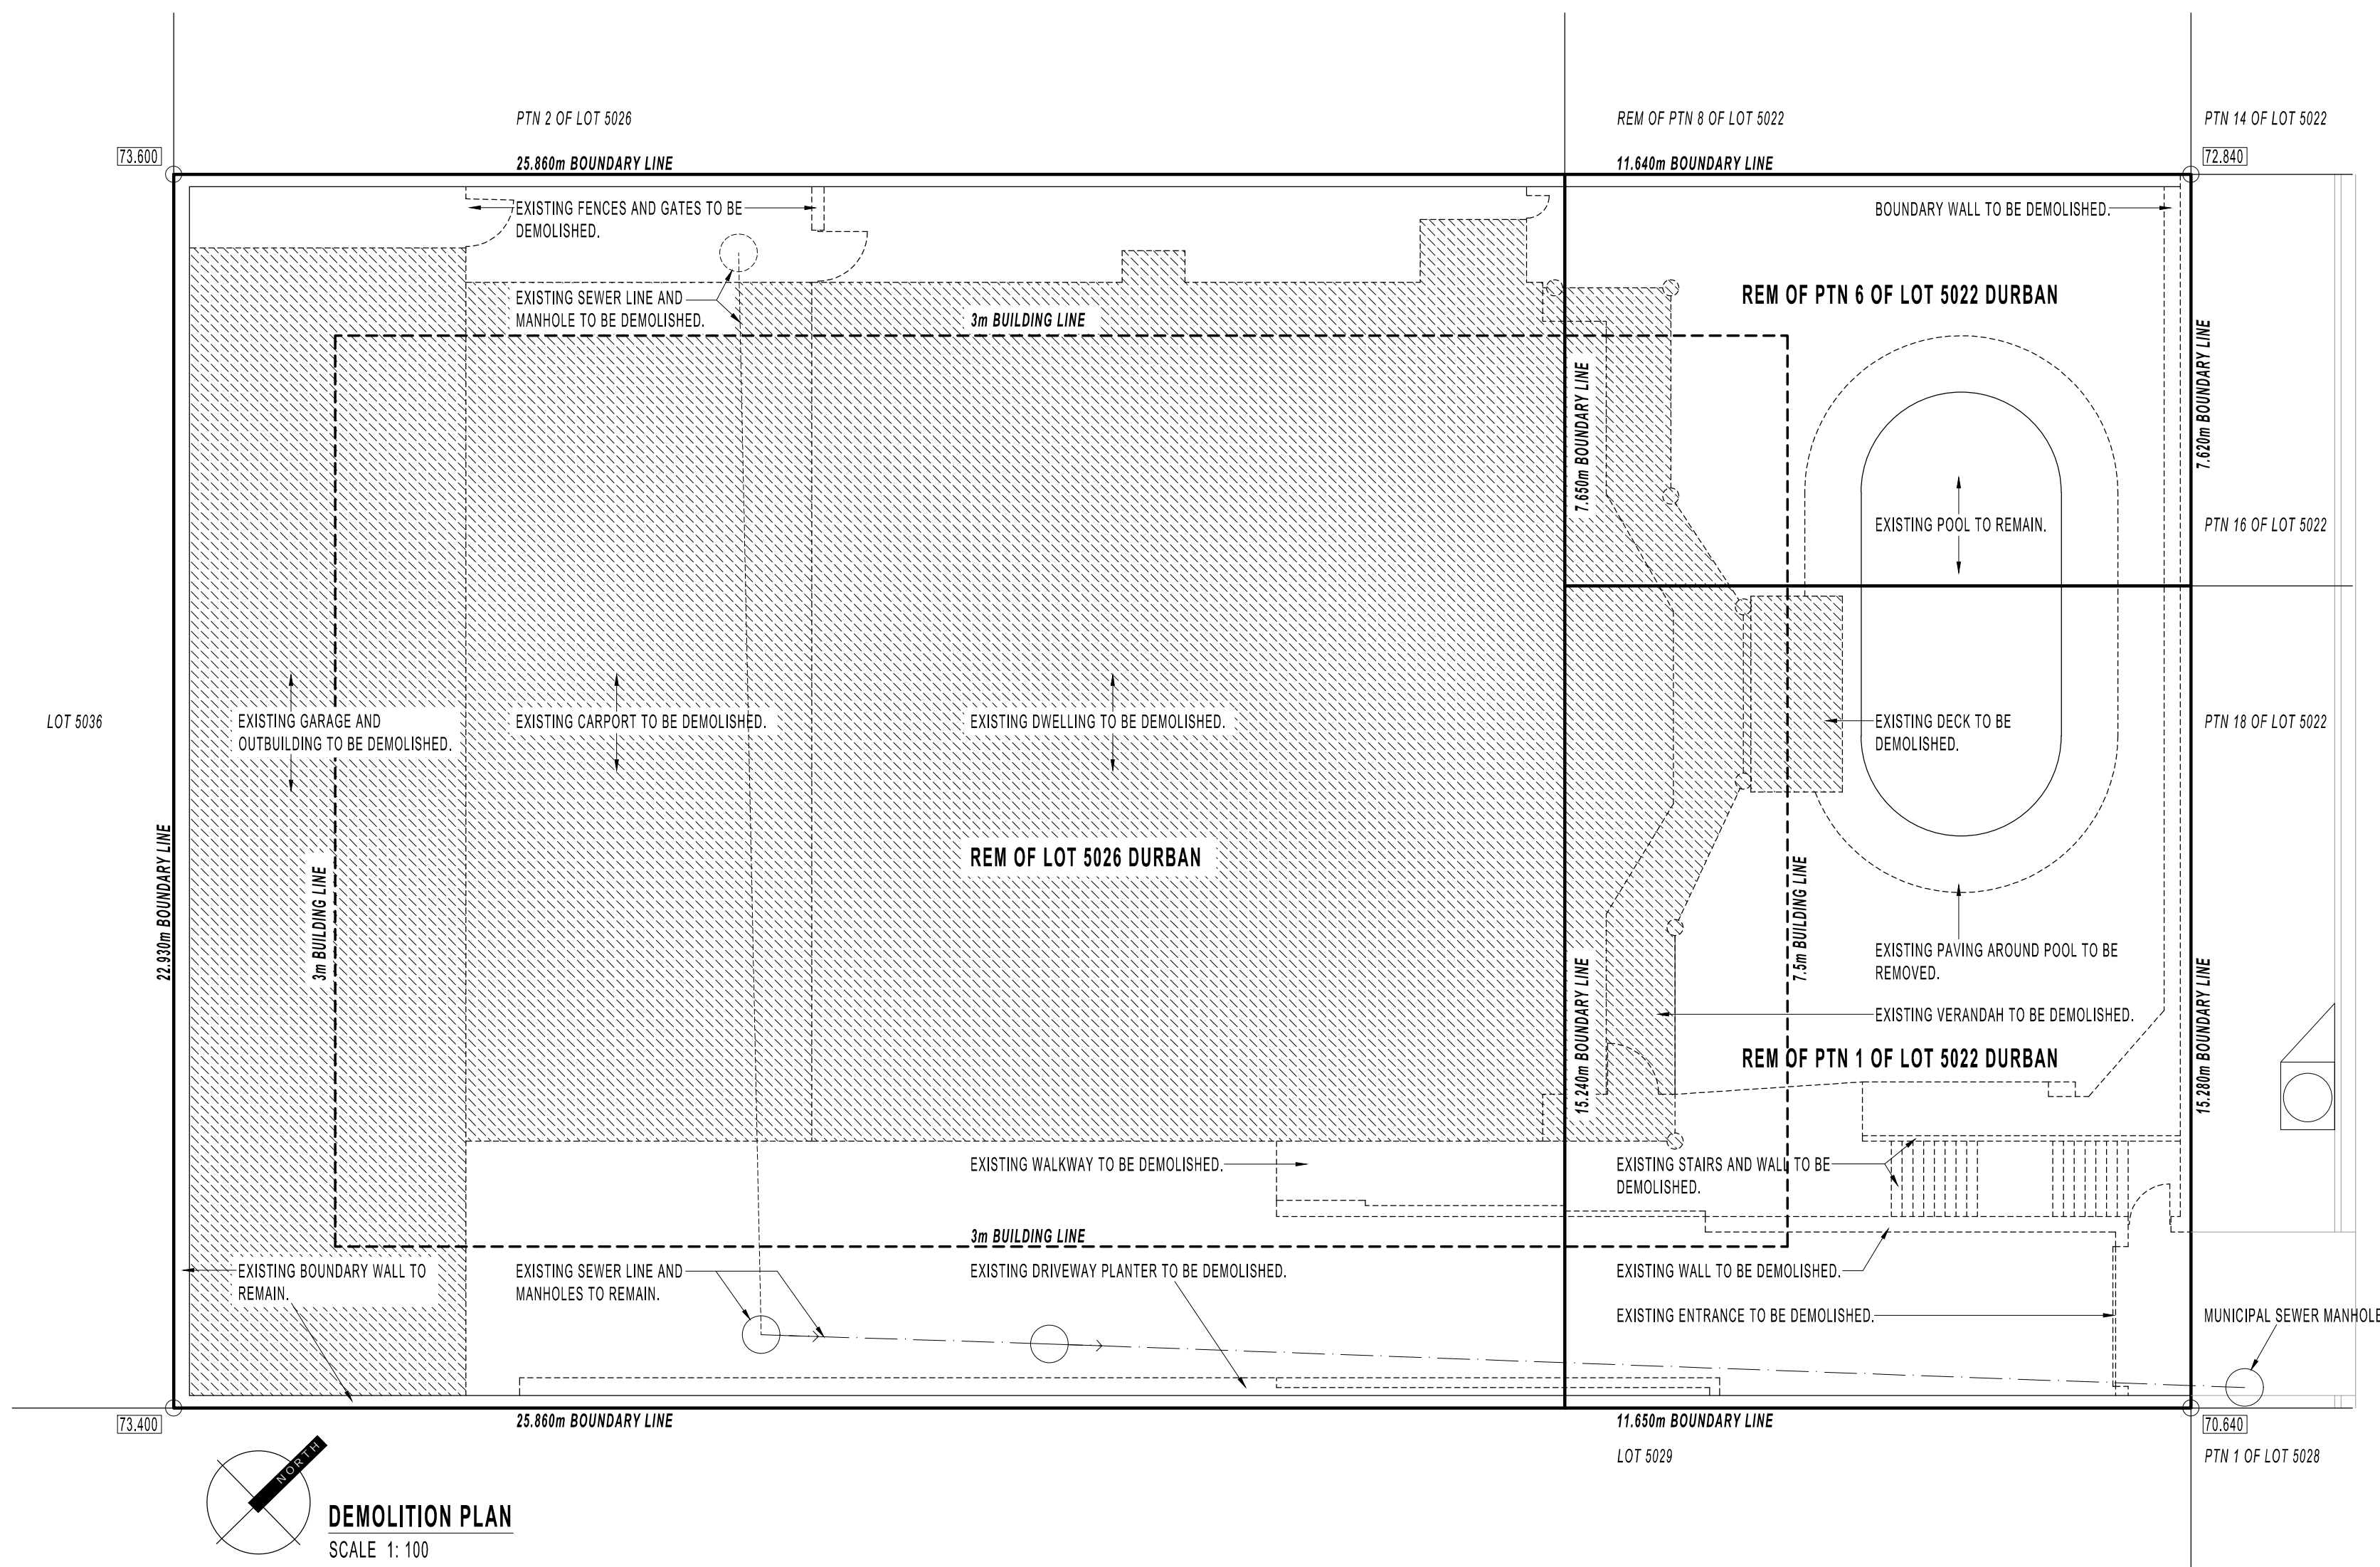 PTN 2 OF LOT 5026
REM OF PTN 8 OF LOT 5022
PTN 14 OF LOT 5022
73.600
25.860m BOUNDARY LINE
11.640m BOUNDARY LINE
72.840
EXISTING FENCES AND GATES TO BE
DEMOLISHED.
BOUNDARY WALL TO BE DEMOLISHED.
EXISTING SEWER LINE AND
MANHOLE TO BE DEMOLISHED.
3m BUILDING LINE
REM OF PTN 6 OF LOT 5022 DURBAN
7.650m BOUNDARY LINE
7.620m BOUNDARY LINE
EXISTING POOL TO REMAIN.
PTN 16 OF LOT 5022
LOT 5036
EXISTING GARAGE AND
OUTBUILDING TO BE DEMOLISHED.
EXISTING CARPORT TO BE DEMOLISHED.
EXISTING DWELLING TO BE DEMOLISHED.
EXISTING DECK TO BE
DEMOLISHED.
PTN 18 OF LOT 5022
REM OF LOT 5026 DURBAN
22.930m BOUNDARY LINE
3m BUILDING LINE
7.5m BUILDING LINE
EXISTING PAVING AROUND POOL TO BE
REMOVED.
15.240m BOUNDARY LINE
15.280m BOUNDARY LINE
EXISTING VERANDAH TO BE DEMOLISHED.
REM OF PTN 1 OF LOT 5022 DURBAN
EXISTING WALKWAY TO BE DEMOLISHED.
EXISTING STAIRS AND WALL TO BE
DEMOLISHED.
3m BUILDING LINE
EXISTING BOUNDARY WALL TO
REMAIN.
EXISTING SEWER LINE AND
MANHOLES TO REMAIN.
EXISTING DRIVEWAY PLANTER TO BE DEMOLISHED.
EXISTING WALL TO BE DEMOLISHED.
EXISTING ENTRANCE TO BE DEMOLISHED.
MUNICIPAL SEWER MANHOLE
73.400
25.860m BOUNDARY LINE
11.650m BOUNDARY LINE
70.640
LOT 5029
PTN 1 OF LOT 5028
NORTH
DEMOLITION PLAN
SCALE 1: 100